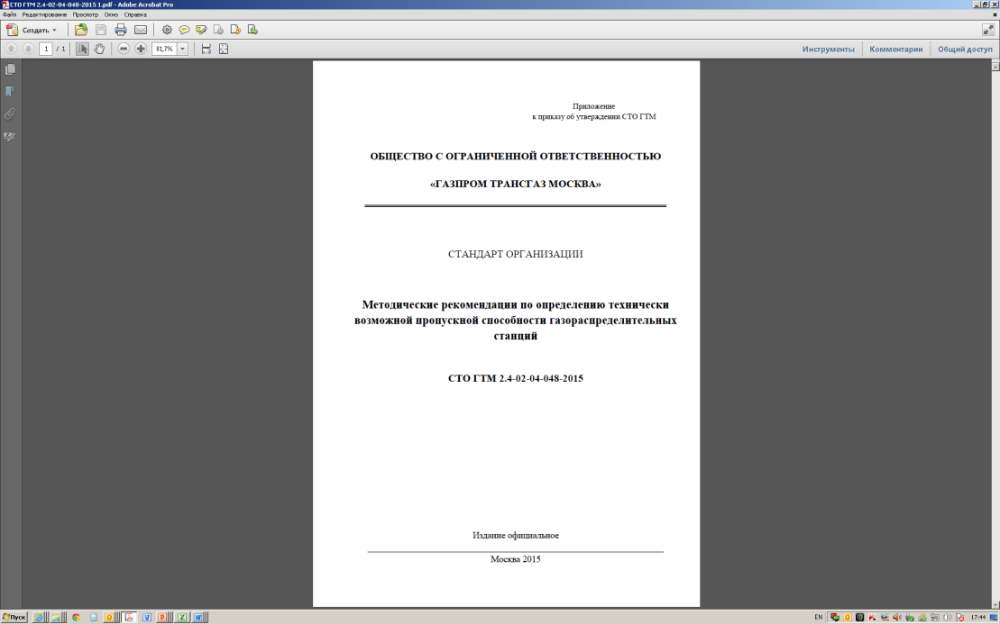 СТО ГТМ 2.4-02-04-048-2015 1.pdf - Adobe Acrobat Pro
Файл Редактирование Просмотр Окно Справка
Создать
1 / 1 81,7% Инструменты Комментарии Общий доступ
Приложение
к приказу об утверждении СТО ГТМ
ОБЩЕСТВО С ОГРАНИЧЕННОЙ ОТВЕТСТВЕННОСТЬЮ
«ГАЗПРОМ ТРАНСГАЗ МОСКВА»
СТАНДАРТ ОРГАНИЗАЦИИ
Методические рекомендации по определению технически
возможной пропускной способности газораспределительных
станций
СТО ГТМ 2.4-02-04-048-2015
Издание официальное
Москва 2015
Пуск EN 17:44